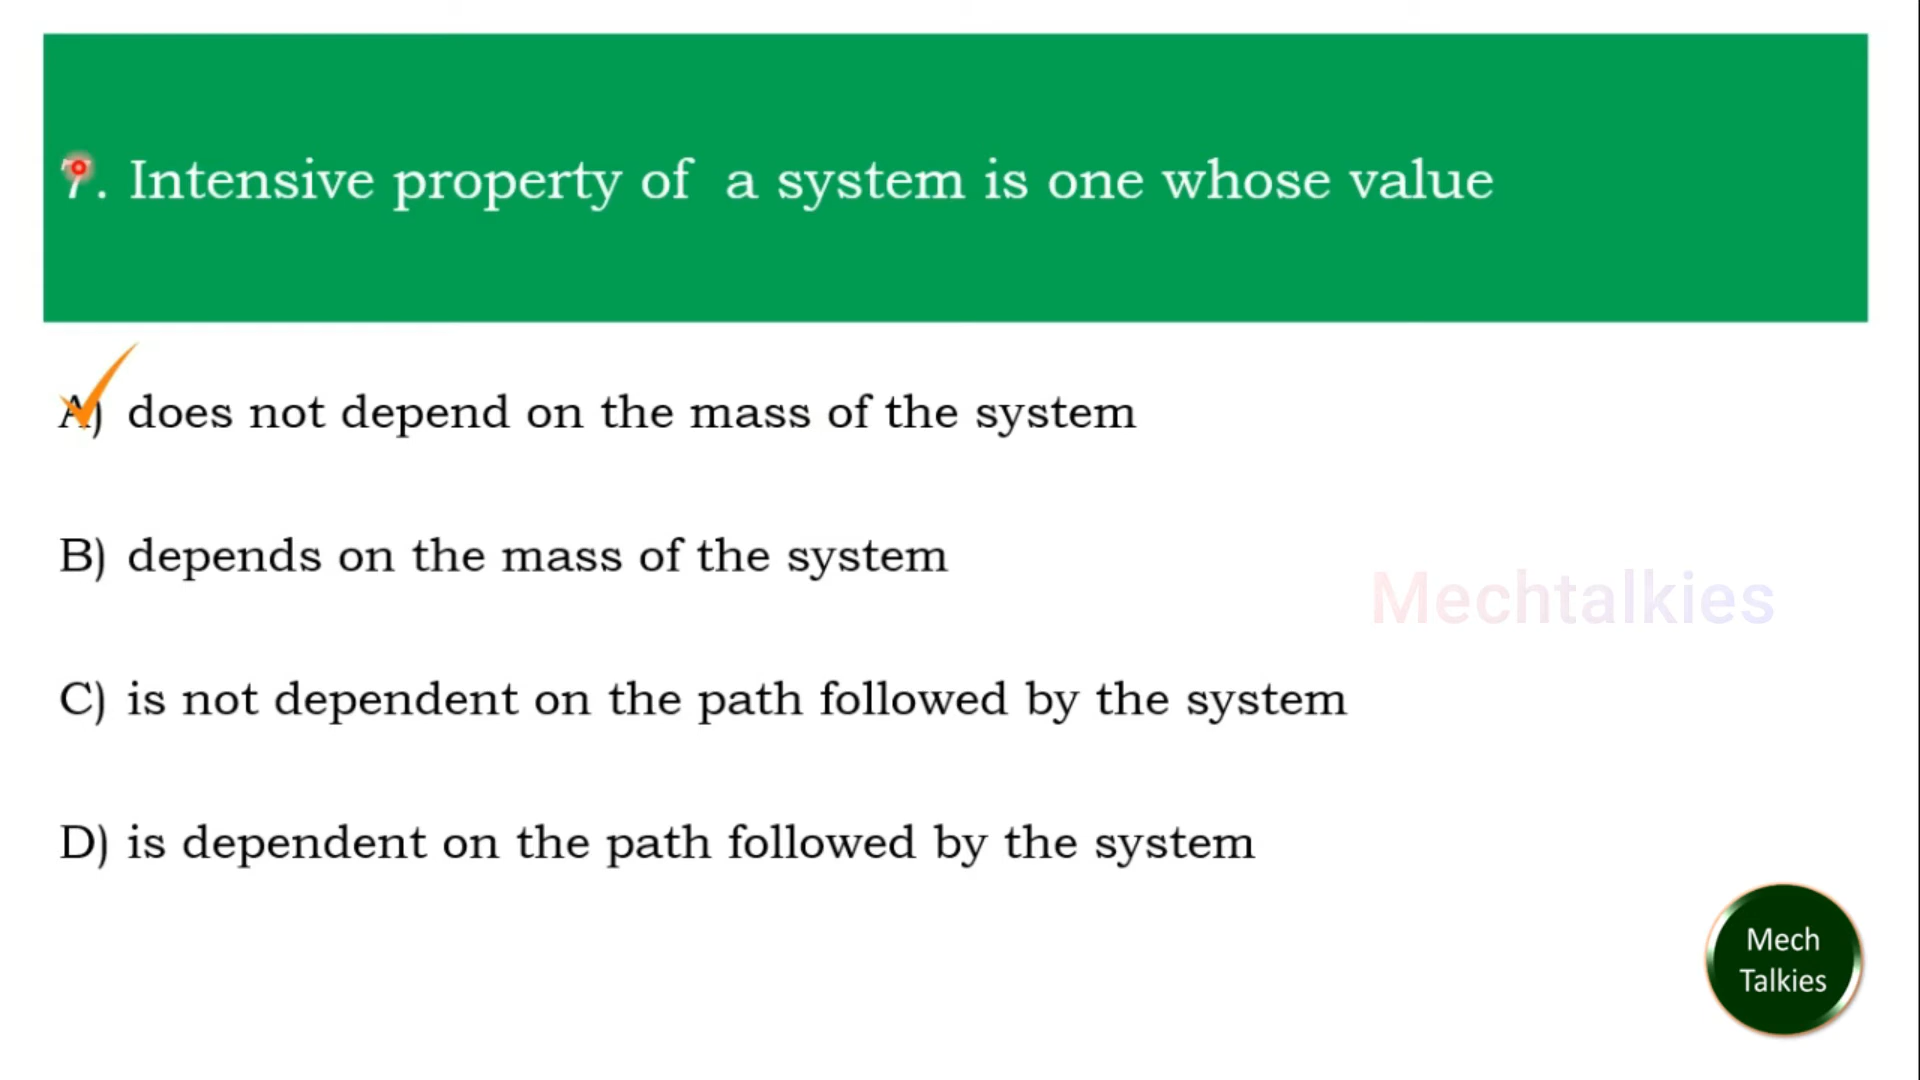 7. Intensive property of a system is one whose value
A) does not depend on the mass of the system
B) depends on the mass of the system
Mechtalkies
C) is not dependent on the path followed by the system
D) is dependent on the path followed by the system
Mech
Talkies